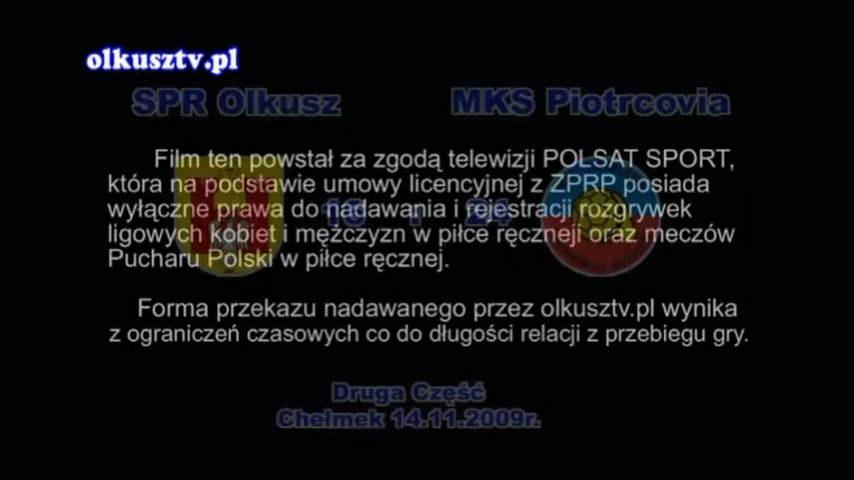 olkusztv.pl
SPR Olkusz
MKS Piotrcovia
Film ten powstał za zgodą telewizji POLSAT SPORT,
która na podstawie umowy licencyjnej z ZPRP posiada
wyłączne prawa do nadawania i rejestracji rozgrywek
ligowych kobiet i mężczyzn w piłce ręcznej oraz meczów
Pucharu Polski w piłce ręcznej.
Forma przekazu nadawanego przez olkusztv.pl wynika
z ograniczeń czasowych co do długości relacji z przebiegu gry.
Druga Część
Chełmek 14.11.2009r.